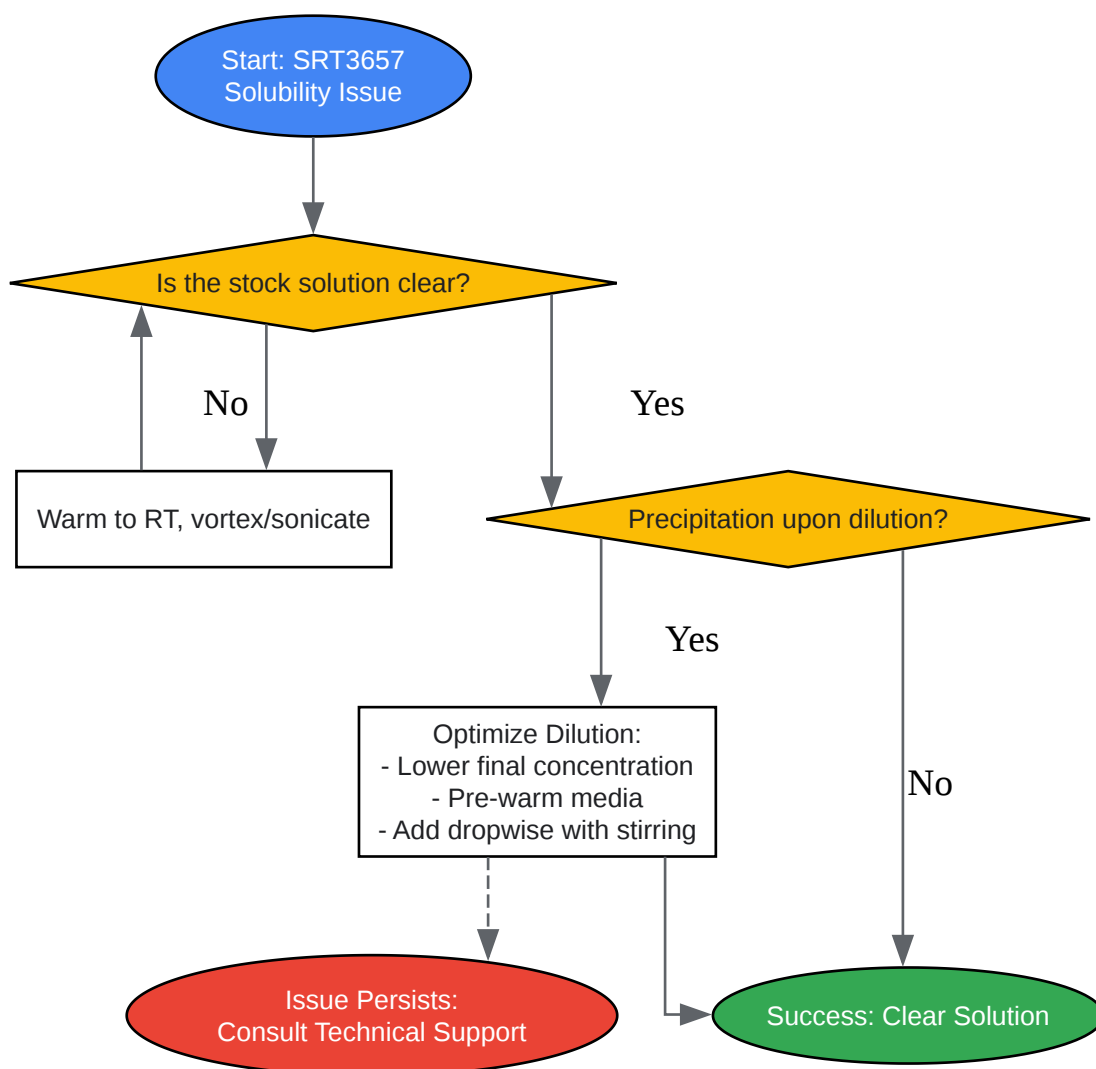 Start: SRT3657
Solubility Issue
Is the stock solution clear?
No
Yes
Warm to RT, vortex/sonicate
Precipitation upon dilution?
Yes
Optimize Dilution:
- Lower final concentration
- Pre-warm media
- Add dropwise with stirring
No
Issue Persists:
Consult Technical Support
Success: Clear Solution